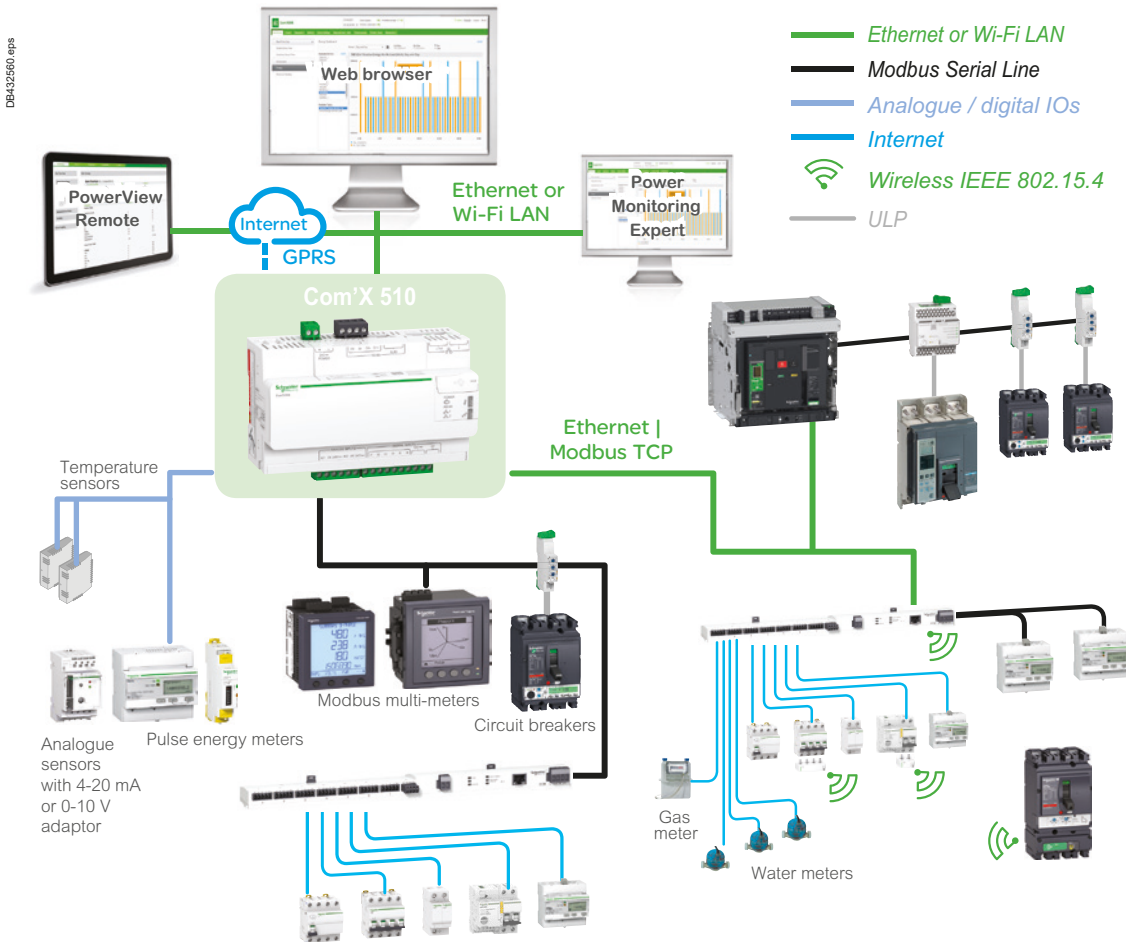 DB432560.eps
Web browser
PowerView
Remote
Internet
GPRS
Ethernet or
Wi-Fi LAN
Power
Monitoring
Expert
Ethernet or Wi-Fi LAN
Modbus Serial Line
Analogue / digital IOs
Internet
Wireless IEEE 802.15.4
ULP
Com'X 510
Schneider
Ethernet |
Modbus TCP
Temperature
sensors
Modbus multi-meters
Circuit breakers
Analogue
sensors
with 4-20 mA
or 0-10 V
adaptor
Pulse energy meters
Gas
meter
Water meters